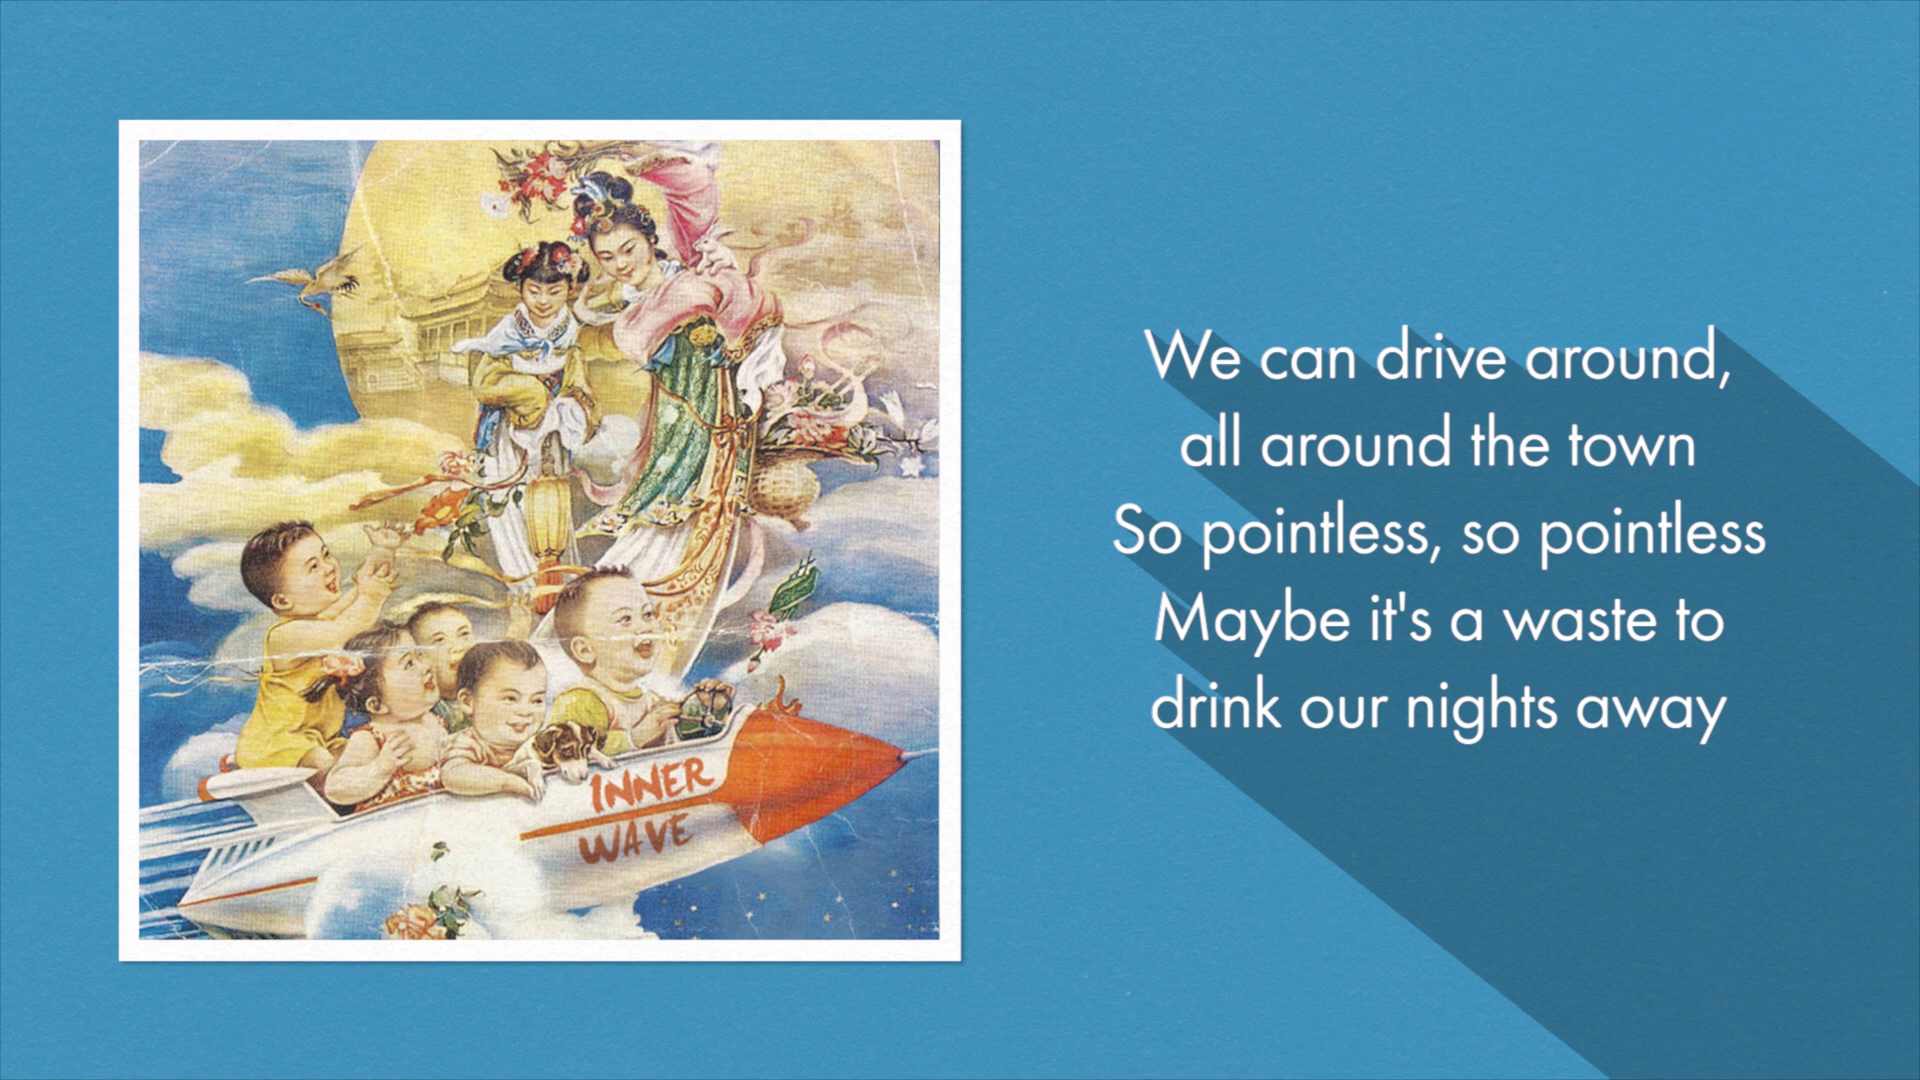 INNER
WAVE
We can drive around,
all around the town
So pointless, so pointless
Maybe it's a waste to
drink our nights away